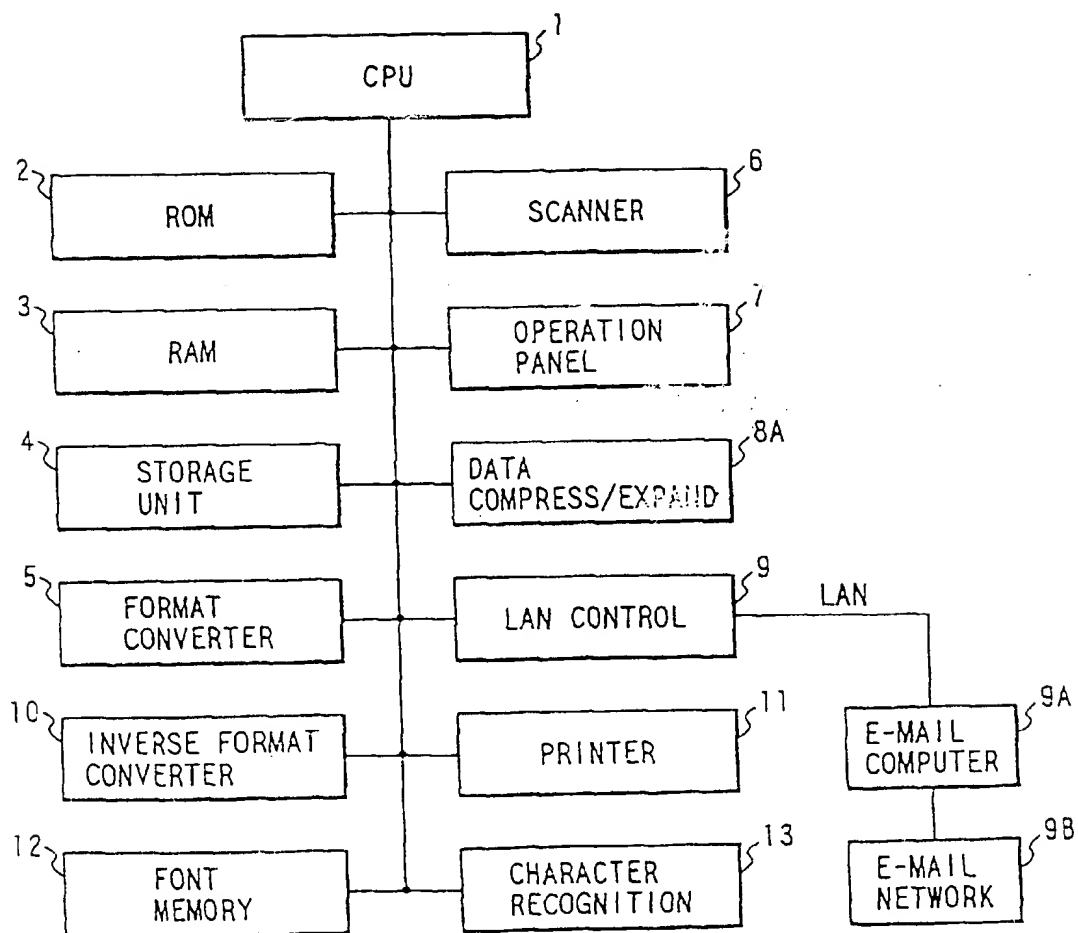 1
CPU
2
ROM
6
SCANNER
3
RAM
7
OPERATION
PANEL
4
STORAGE
UNIT
8A
DATA
COMPRESS/EXPAND
5
FORMAT
CONVERTER
9
LAN CONTROL
LAN
10
INVERSE FORMAT
CONVERTER
11
PRINTER
9A
E-MAIL
COMPUTER
12
FONT
MEMORY
13
CHARACTER
RECOGNITION
9B
E-MAIL
NETWORK